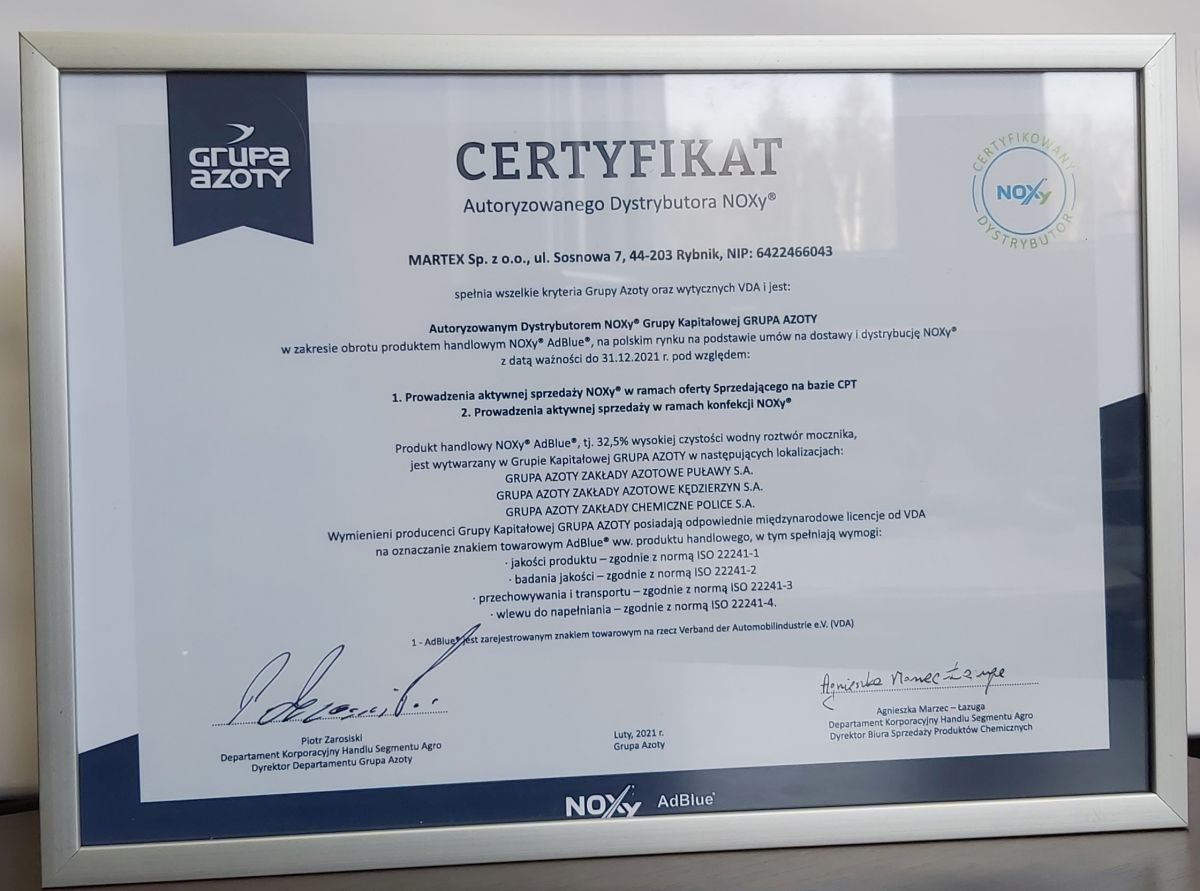 GRUPA
AZOTY
CERTYFIKAT
Autoryzowanego Dystrybutora NOXy®
CERTYFIKOWANY
NOXy
DYSTRYBUTOR
MARTEX Sp. z o.o., ul. Sosnowa 7, 44-203 Rybnik, NIP: 6422466043
spełnia wszelkie kryteria Grupy Azoty oraz wytycznych VDA i jest:
Autoryzowanym Dystrybutorem NOXy® Grupy Kapitałowej GRUPA AZOTY
w zakresie obrotu produktem handlowym NOXy® AdBlue®, na polskim rynku na podstawie umów na dostawy i dystrybucję NOXy®
z datą ważności do 31.12.2021 r. pod względem:
1. Prowadzenia aktywnej sprzedaży NOXy® w ramach oferty Sprzedającego na bazie CPT
2. Prowadzenia aktywnej sprzedaży w ramach konfekcji NOXy®
Produkt handlowy NOXy® AdBlue®, tj. 32,5% wysokiej czystości wodny roztwór mocznika,
jest wytwarzany w Grupie Kapitałowej GRUPA AZOTY w następujących lokalizacjach:
GRUPA AZOTY ZAKŁADY AZOTOWE PUŁAWY S.A.
GRUPA AZOTY ZAKŁADY AZOTOWE KĘDZIERZYN S.A.
GRUPA AZOTY ZAKŁADY CHEMICZNE POLICE S.A.
Wymienieni producenci Grupy Kapitałowej GRUPA AZOTY posiadają odpowiednie międzynarodowe licencje od VDA
na oznaczanie znakiem towarowym AdBlue® ww. produktu handlowego, w tym spełniają wymogi:
· jakości produktu – zgodnie z normą ISO 22241-1
· badania jakości – zgodnie z normą ISO 22241-2
· przechowywania i transportu – zgodnie z normą ISO 22241-3
· wlewu do napełniania – zgodnie z normą ISO 22241-4.
1 - AdBlue® jest zarejestrowanym znakiem towarowym na rzecz Verband der Automobilindustrie e.V. (VDA)
Agnieszka Marzec-Łazuga
Piotr Zarosiski
Departament Korporacyjny Handlu Segmentu Agro
Dyrektor Departamentu Grupa Azoty
Luty, 2021 r.
Grupa Azoty
Agnieszka Marzec – Łazuga
Departament Korporacyjny Handlu Segmentu Agro
Dyrektor Biura Sprzedaży Produktów Chemicznych
NOXy AdBlue®